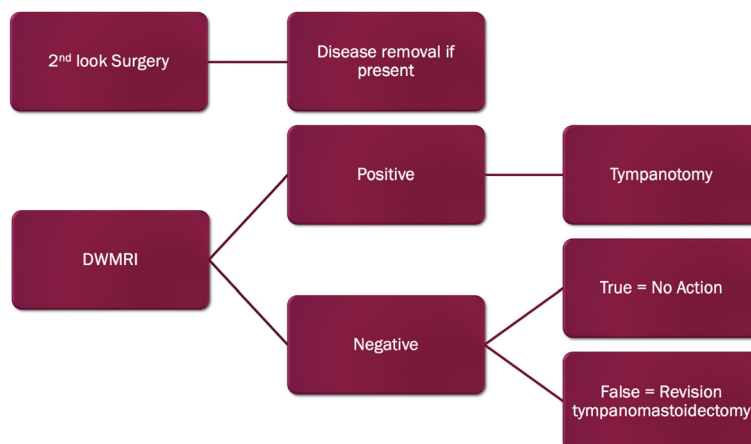 2nd look Surgery
Disease removal if
present
Positive
Tympanotomy
DWMRI
True = No Action
Negative
False = Revision
tympanomastoidectomy